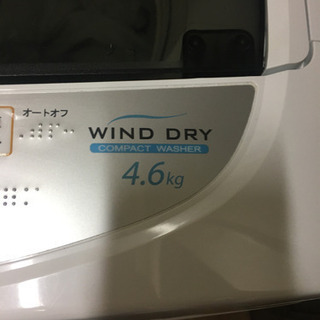 オートオフ
WIND DRY
COMPACT WASHER
4.6kg